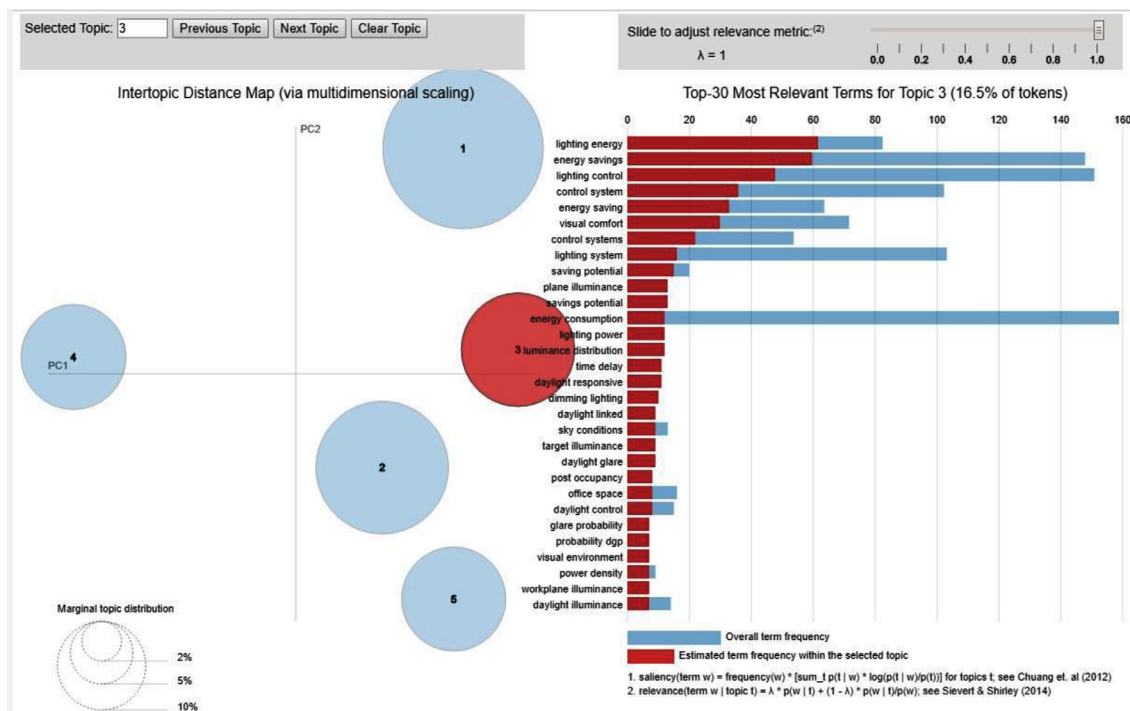 Selected Topic: 3 Previous Topic Next Topic Clear Topic
Slide to adjust relevance metric:(2)
λ = 1
0.0 0.2 0.4 0.6 0.8 1.0
Intertopic Distance Map (via multidimensional scaling)
PC2
PC1
1
4
3
2
5
Marginal topic distribution
2%
5%
10%
Top-30 Most Relevant Terms for Topic 3 (16.5% of tokens)
0 20 40 60 80 100 120 140 160
lighting energy
energy savings
lighting control
control system
energy saving
visual comfort
control systems
lighting system
saving potential
plane illuminance
savings potential
energy consumption
lighting power
luminance distribution
time delay
daylight responsive
dimming lighting
daylight linked
sky conditions
target illuminance
daylight glare
post occupancy
office space
daylight control
glare probability
probability dgp
visual environment
power density
workplane illuminance
daylight illuminance
Overall term frequency
Estimated term frequency within the selected topic
1. saliency(term w) = frequency(w) * [sum_t p(t | w) * log(p(t | w)/p(t))] for topics t; see Chuang et. al (2012)
2. relevance(term w | topic t) = λ * p(w | t) + (1 - λ) * p(w | t)/p(w); see Sievert & Shirley (2014)